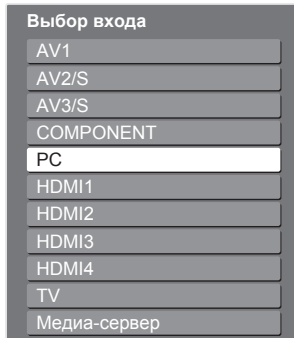 Выбор входа
AV1
AV2/S
AV3/S
COMPONENT
PC
HDMI1
HDMI2
HDMI3
HDMI4
TV
Медиа-сервер